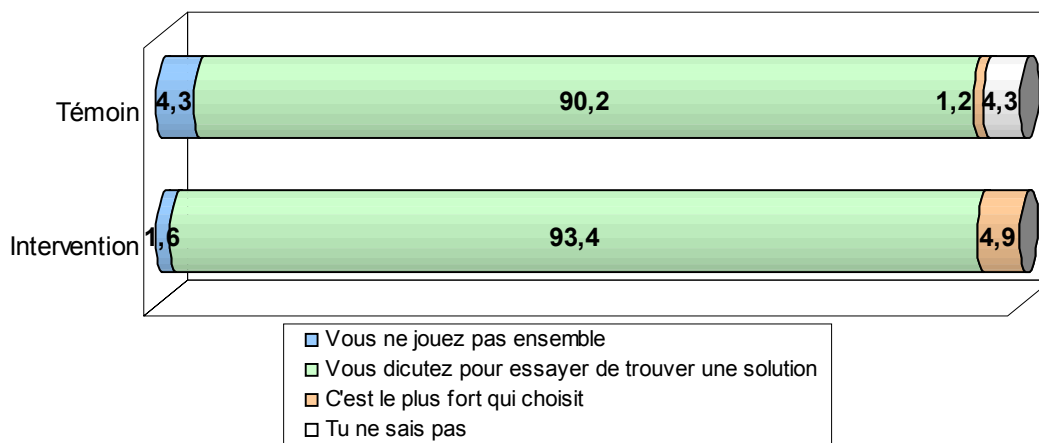 Témoin 4,3 90,2 1,2 4,3
Intervention 1,6 93,4 4,9
Vous ne jouez pas ensemble
Vous dicutez pour essayer de trouver une solution
C'est le plus fort qui choisit
Tu ne sais pas